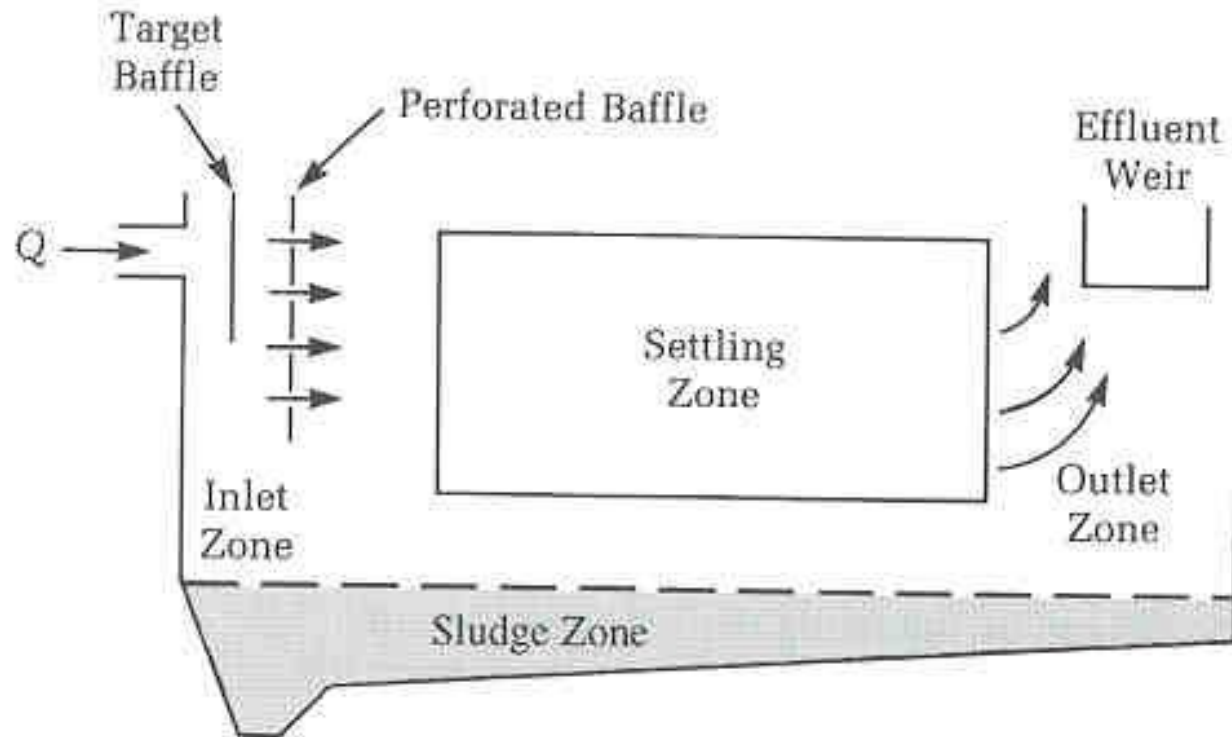 Target
Baffle
Perforated Baffle
Effluent
Weir
Q
Settling
Zone
Inlet
Zone
Outlet
Zone
Sludge Zone